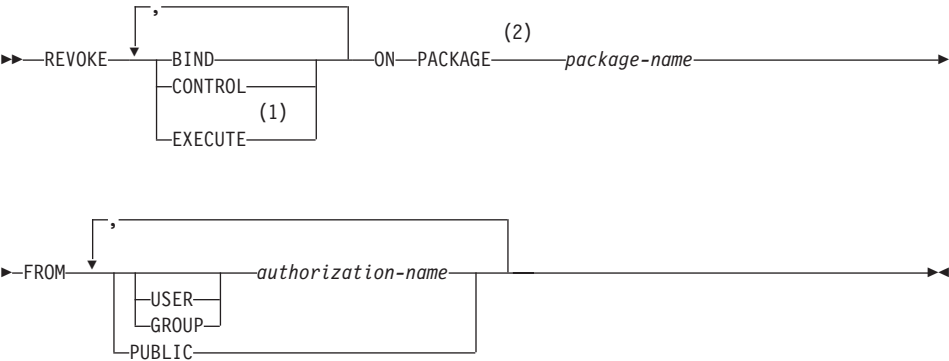 ,
(2)
REVOKE BIND ON PACKAGE package-name
CONTROL
(1)
EXECUTE
,
FROM authorization-name
USER
GROUP
PUBLIC